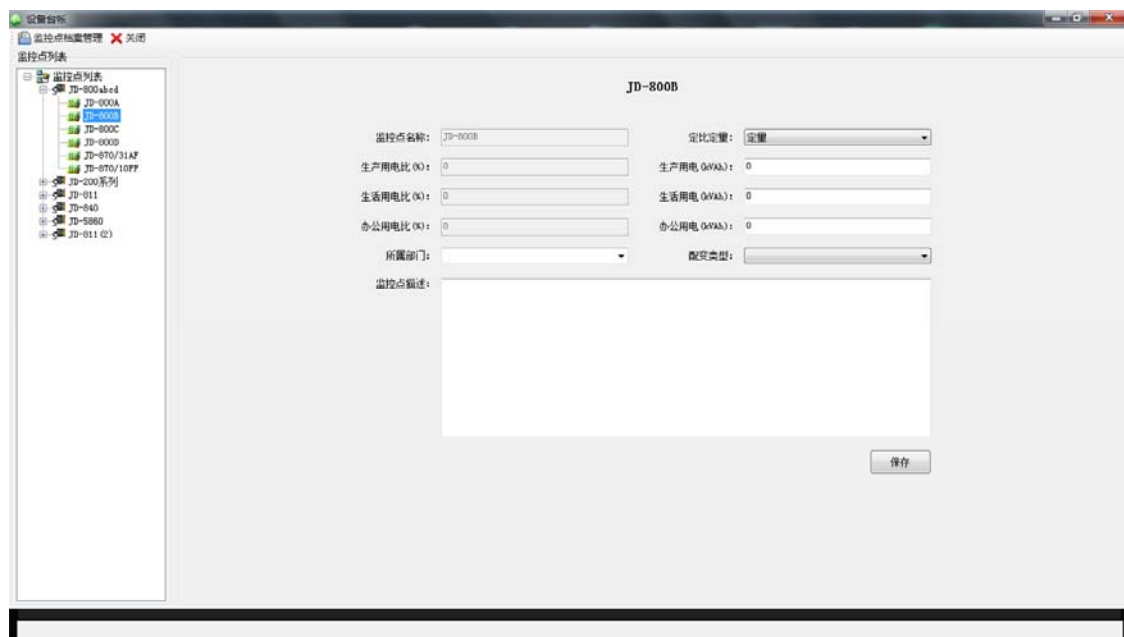 设备台帐
监控点档案管理 关闭
监控点列表
监控点列表
JD-800abcd
JD-800A
JD-800B
JD-800C
JD-800D
JD-870/31AF
JD-870/10FF
JD-200系列
JD-811
JD-840
JD-5860
JD-811(2)
JD-800B
监控点名称: JD-800B 定比定量: 定量
生产用电比(%): 0 生产用电(kVAh): 0
生活用电比(%): 0 生活用电(kVAh): 0
办公用电比(%): 0 办公用电(kVAh): 0
所属部门: 配变类型:
监控点描述:
保存